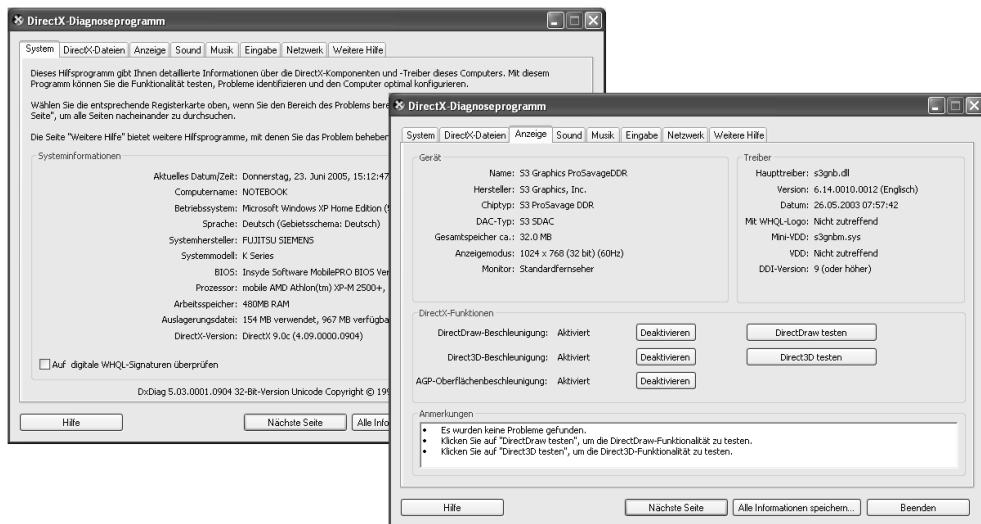 DirectX-Diagnoseprogramm
System DirectX-Dateien Anzeige Sound Musik Eingabe Netzwerk Weitere Hilfe
Dieses Hilfsprogramm gibt Ihnen detaillierte Informationen über die DirectX-Komponenten und -Treiber dieses Computers. Mit diesem
Programm können Sie die Funktionalität testen, Probleme identifizieren und den Computer optimal konfigurieren.
Wählen Sie die entsprechende Registerkarte oben, wenn Sie den Bereich des Problems
Seite", um alle Seiten nacheinander zu durchsuchen.
Die Seite "Weitere Hilfe" bietet weitere Hilfsprogramme, mit denen Sie das Problem
Systeminformationen
Aktuelles Datum/Zeit: Donnerstag, 23. Juni 2005, 15:12:47
Computername: NOTEBOOK
Betriebssystem: Microsoft Windows XP Home Edition
Sprache: Deutsch (Gebietsschema: Deutsch)
Systemhersteller: FUJITSU SIEMENS
Systemmodell: K Series
BIOS: Insyde Software MobilePRO BIOS
Prozessor: mobile AMD Athlon(tm) XP-M 2500+,
Arbeitsspeicher: 480MB RAM
Auslagerungsdatei: 154 MB verwendet, 967 MB
DirectX-Version: DirectX 9.0c (4.09.0000.0904)
Auf digitale WHQL-Signaturen überprüfen
DxDiag 5.03.0001.0904 32-Bit-Version Unicode Copyright ©
Hilfe
Nächste Seite
Alle
DirectX-Diagnoseprogramm
System DirectX-Dateien Anzeige Sound Musik Eingabe Netzwerk Weitere Hilfe
Gerät
Name: S3 Graphics ProSavageDDR
Hersteller: S3 Graphics, Inc.
Chiptyp: S3 ProSavage DDR
DAC-Typ: S3 SDAC
Gesamtspeicher ca.: 32.0 MB
Anzeigemodus: 1024 x 768 (32 bit) (60Hz)
Monitor: Standardfernseher
Treiber
Haupttreiber: s3gnb.dll
Version: 6.14.0010.0012 (Englisch)
Datum: 26.05.2003 07:57:42
Mit WHQL-Logo: Nicht zutreffend
Mini-VDD: s3gnbm.sys
VDD: Nicht zutreffend
DDI-Version: 9 (oder höher)
DirectX-Funktionen
DirectDraw-Beschleunigung: Aktiviert Deaktivieren DirectDraw testen
Direct3D-Beschleunigung: Aktiviert Deaktivieren Direct3D testen
AGP-Oberflächenbeschleunigung: Aktiviert Deaktivieren
Anmerkungen
• Es wurden keine Probleme gefunden.
• Klicken Sie auf "DirectDraw testen", um die DirectDraw-Funktionalität zu testen.
• Klicken Sie auf "Direct3D testen", um die Direct3D-Funktionalität zu testen.
Hilfe
Nächste Seite
Alle Informationen speichern...
Beenden